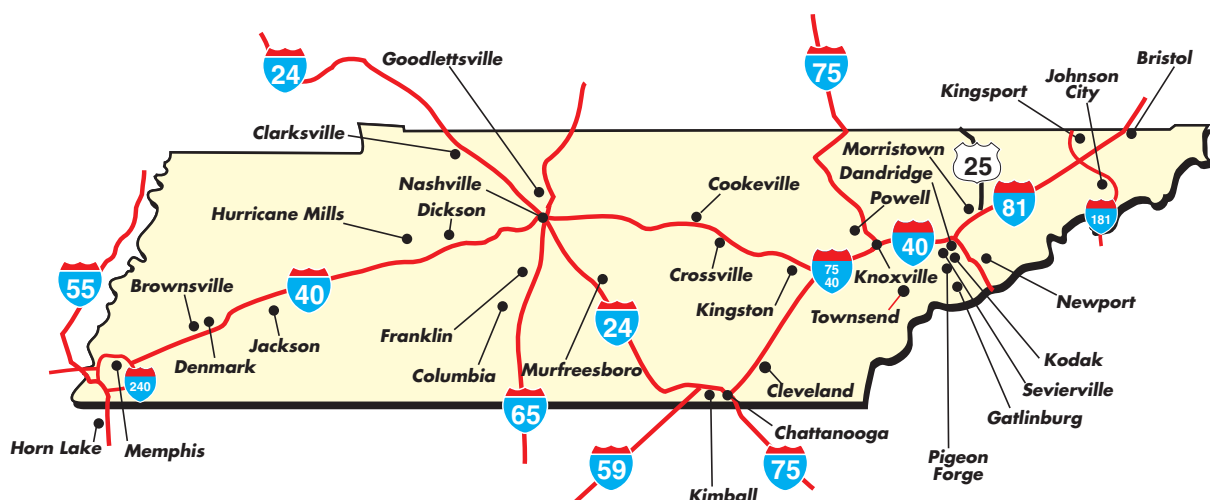 24
Goodlettsville
75
Bristol
Johnson
City
Kingsport
Clarksville
Morristown
25
Dandridge
Nashville
Cookeville
Powell
Dickson
Hurricane Mills
81
181
40
55
Brownsville
40
Crossville
75
40
Knoxville
Kingston
Townsend
Newport
Franklin
24
Jackson
Denmark
Columbia
Murfreesboro
Kodak
240
Cleveland
Sevierville
65
Gatlinburg
Chattanooga
Horn Lake
Memphis
59
75
Pigeon
Forge
Kimball